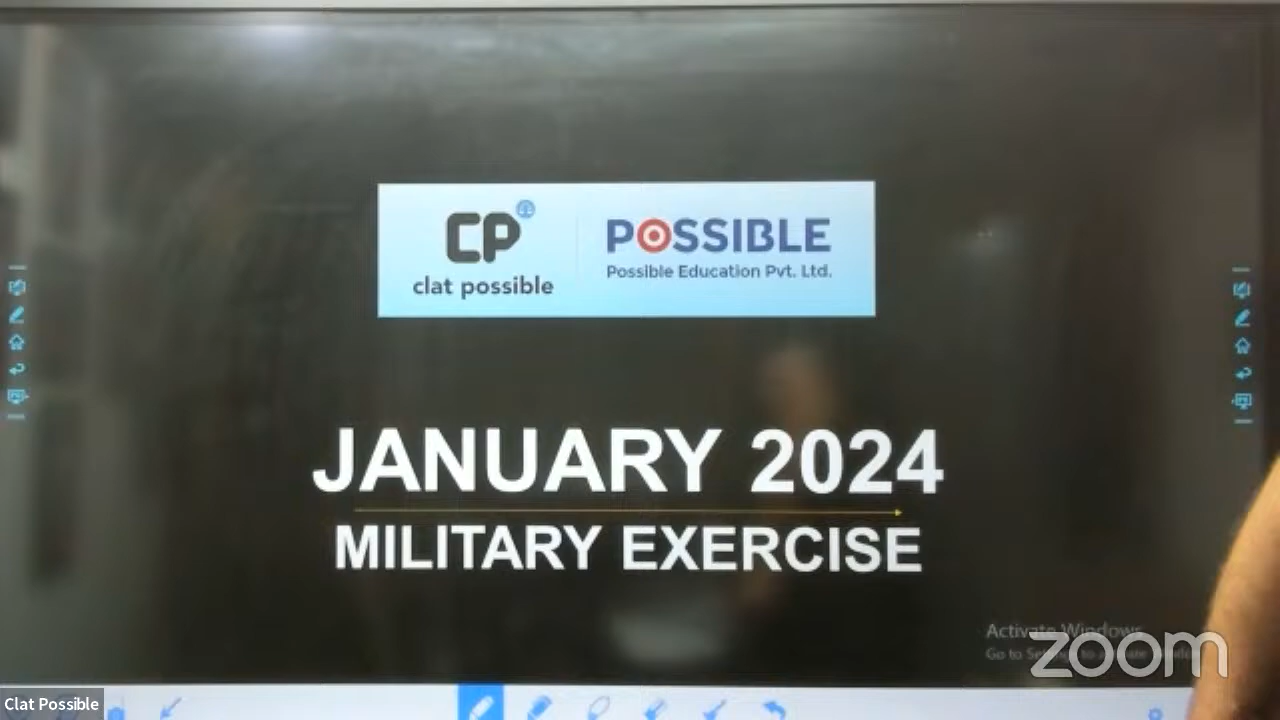 CP
clat possible
POSSIBLE
Possible Education Pvt. Ltd.
JANUARY 2024
MILITARY EXERCISE
Activate Windows
zoom
Clat Possible